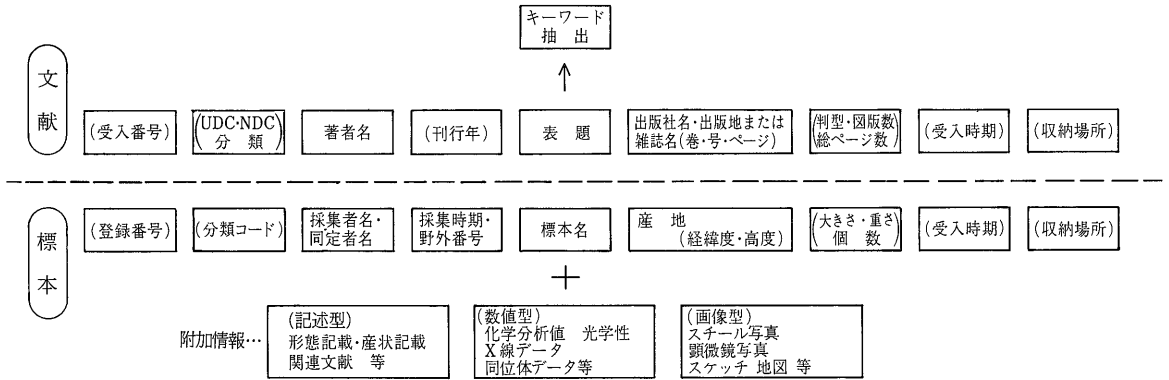 キーワード
抽 出
文献
(受入番号)
(UDC・NDC)
分 類
著者名
(刊行年)
表 題
出版社名・出版地または
雑誌名(巻・号・ページ)
(判型・図版数)
総ページ数
(受入時期)
(収納場所)
標本
(登録番号)
(分類コード)
採集者名・
同定者名
採集時期・
野外番号
標本名
産 地
(経緯度・高度)
(大きさ・重さ)
個 数
(受入時期)
(収納場所)
+
附加情報…
(記述型)
形態記載・産状記載
関連文献 等
(数値型)
化学分析値 光学性
X線データ
同位体データ等
(画像型)
スチール写真
顕微鏡写真
スケッチ 地図 等